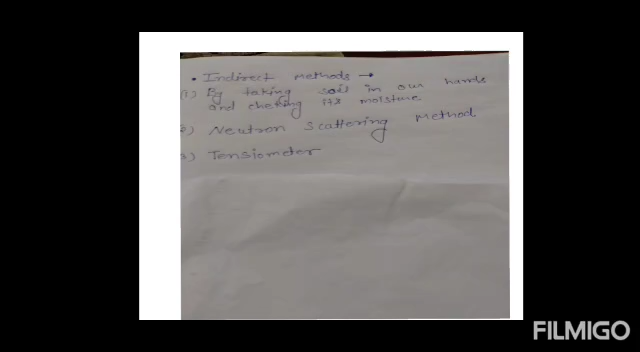 • Indirect methods →
(1) By taking soil in our hands
and cheking its moisture
2) Neutron Scattering Method
3) Tensiometer
FILMIGO